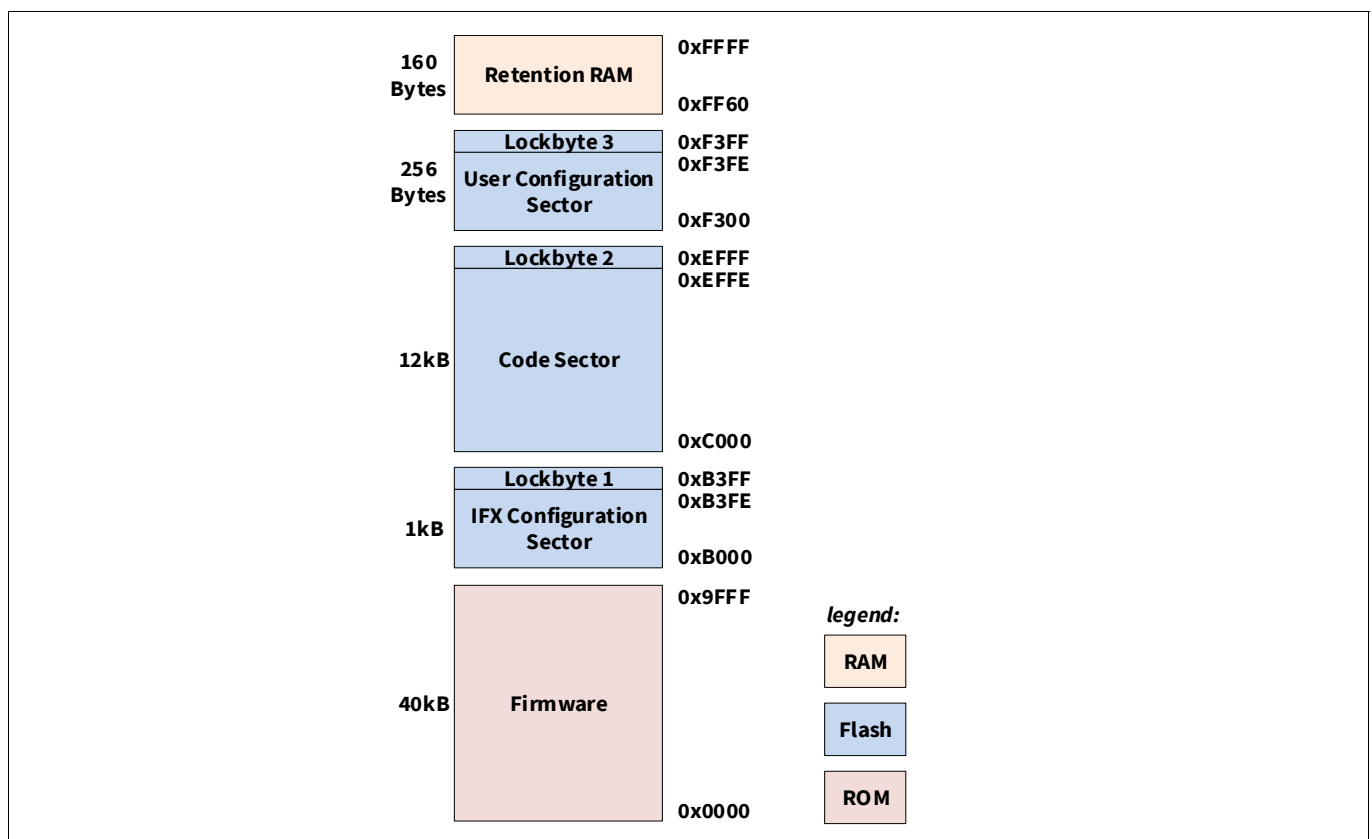 160
Bytes
Retention RAM
0xFFFF
0xFF60
256
Bytes
Lockbyte 3
User Configuration
Sector
0xF3FF
0xF3FE
0xF300
12kB
Lockbyte 2
Code Sector
0xEFFF
0xEFFE
0xC000
1kB
Lockbyte 1
IFX Configuration
Sector
0xB3FF
0xB3FE
0xB000
40kB
Firmware
0x9FFF
0x0000
legend:
RAM
Flash
ROM